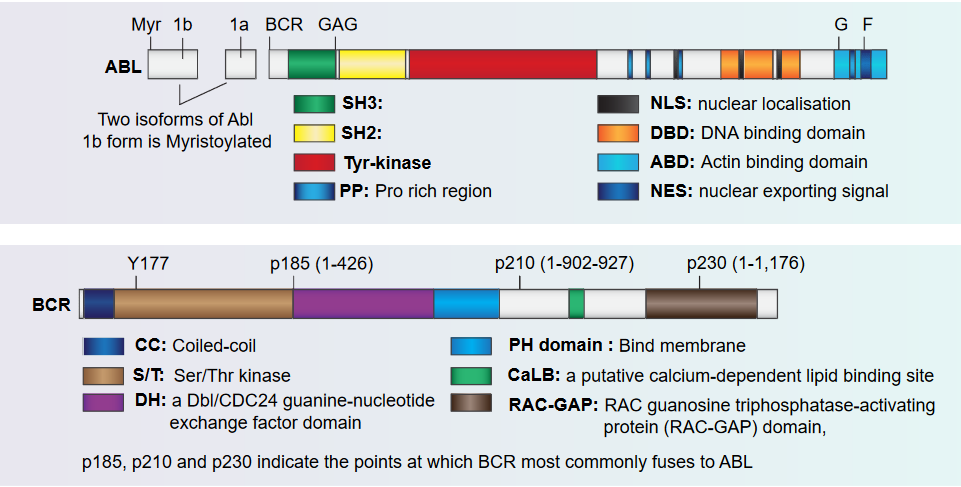 Myr 1b 1a BCR GAG G F
ABL
Two isoforms of Abl
1b form is Myristoylated
SH3:
SH2:
Tyr-kinase
PP: Pro rich region
NLS: nuclear localisation
DBD: DNA binding domain
ABD: Actin binding domain
NES: nuclear exporting signal
Y177 p185 (1-426) p210 (1-902-927) p230 (1-1,176)
BCR
CC: Coiled-coil
S/T: Ser/Thr kinase
DH: a Dbl/CDC24 guanine-nucleotide
exchange factor domain
PH domain : Bind membrane
CaLB: a putative calcium-dependent lipid binding site
RAC-GAP: RAC guanosine triphosphatase-activating
protein (RAC-GAP) domain,
p185, p210 and p230 indicate the points at which BCR most commonly fuses to ABL